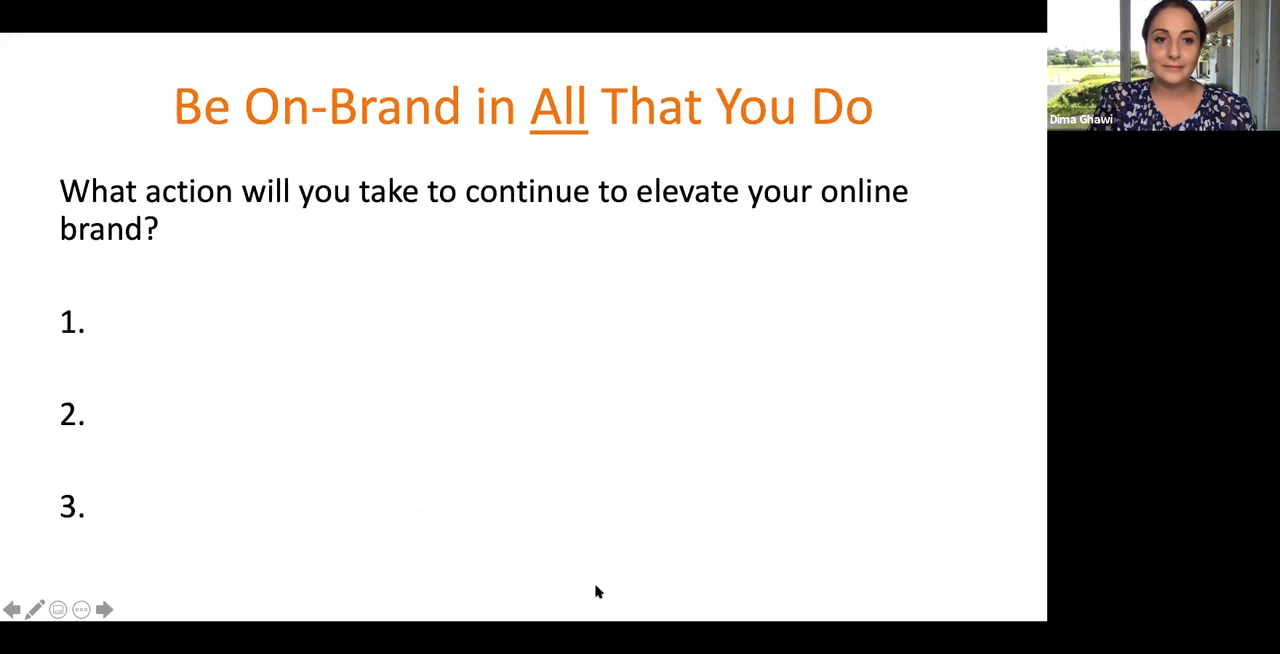 Be On-Brand in All That You Do
What action will you take to continue to elevate your online
brand?
1.
2.
3.
Dima Ghawi